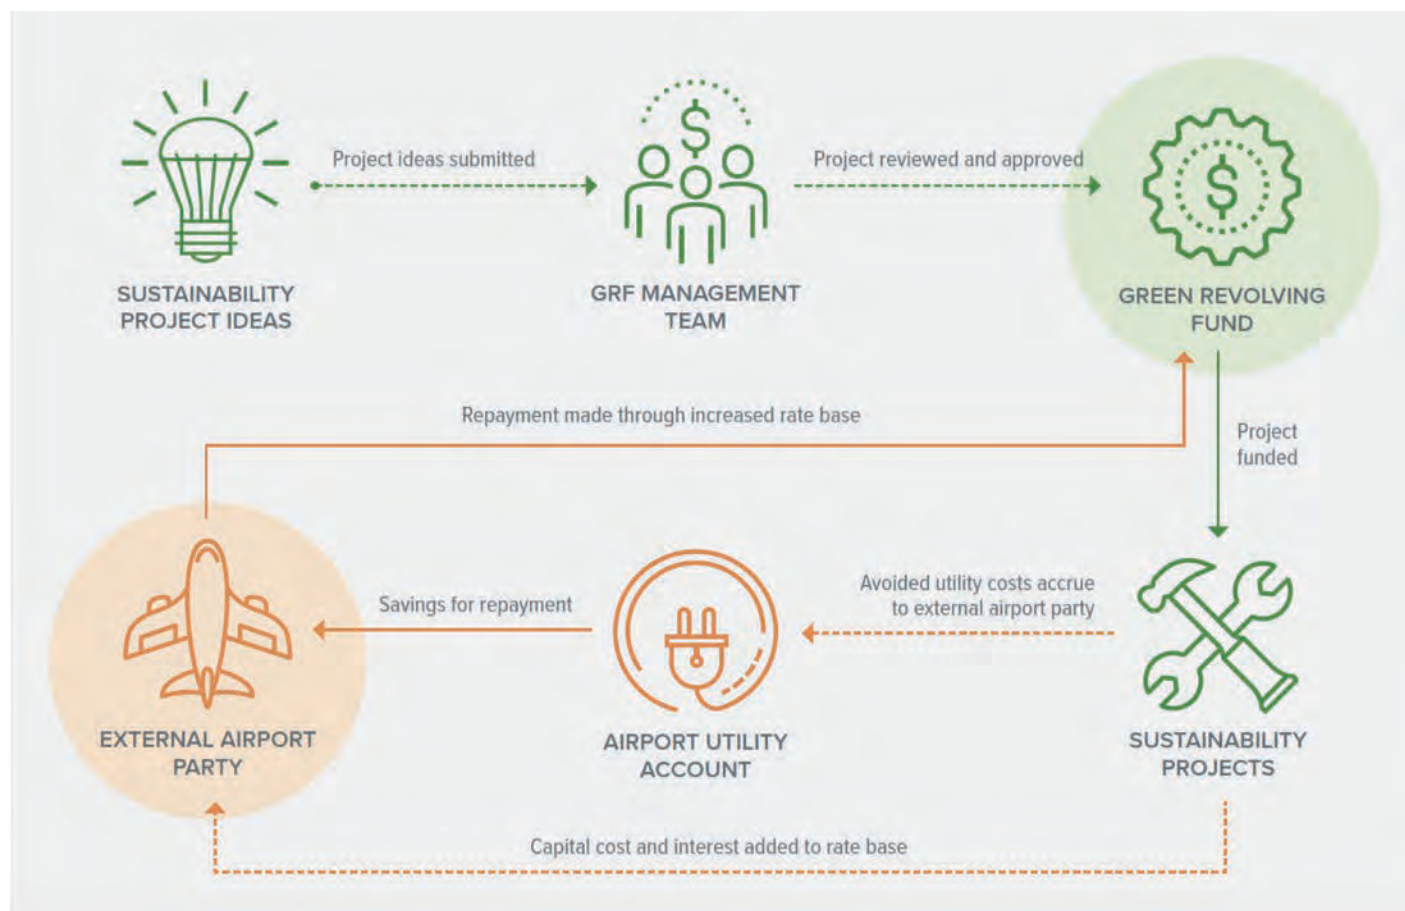 Project ideas submitted
Project reviewed and approved
$
$
SUSTAINABILITY
PROJECT IDEAS
GRF MANAGEMENT
TEAM
GREEN REVOLVING
FUND
Repayment made through increased rate base
Project
funded
Savings for repayment
Avoided utility costs accrue
to external airport party
EXTERNAL AIRPORT
PARTY
AIRPORT UTILITY
ACCOUNT
SUSTAINABILITY
PROJECTS
Capital cost and interest added to rate base